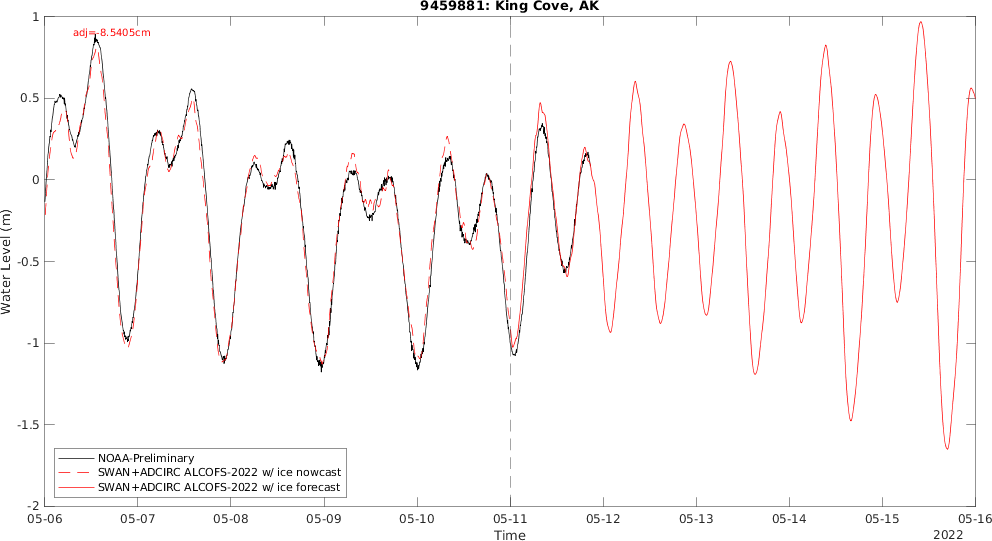 9459881: King Cove, AK
adj=-8.5405cm
1
0.5
0
-0.5
-1
-1.5
-2
Water Level (m)
NOAA-Preliminary
SWAN+ADCIRC ALCOFS-2022 w/ ice nowcast
SWAN+ADCIRC ALCOFS-2022 w/ ice forecast
05-06 05-07 05-08 05-09 05-10 05-11 05-12 05-13 05-14 05-15 05-16
Time
2022